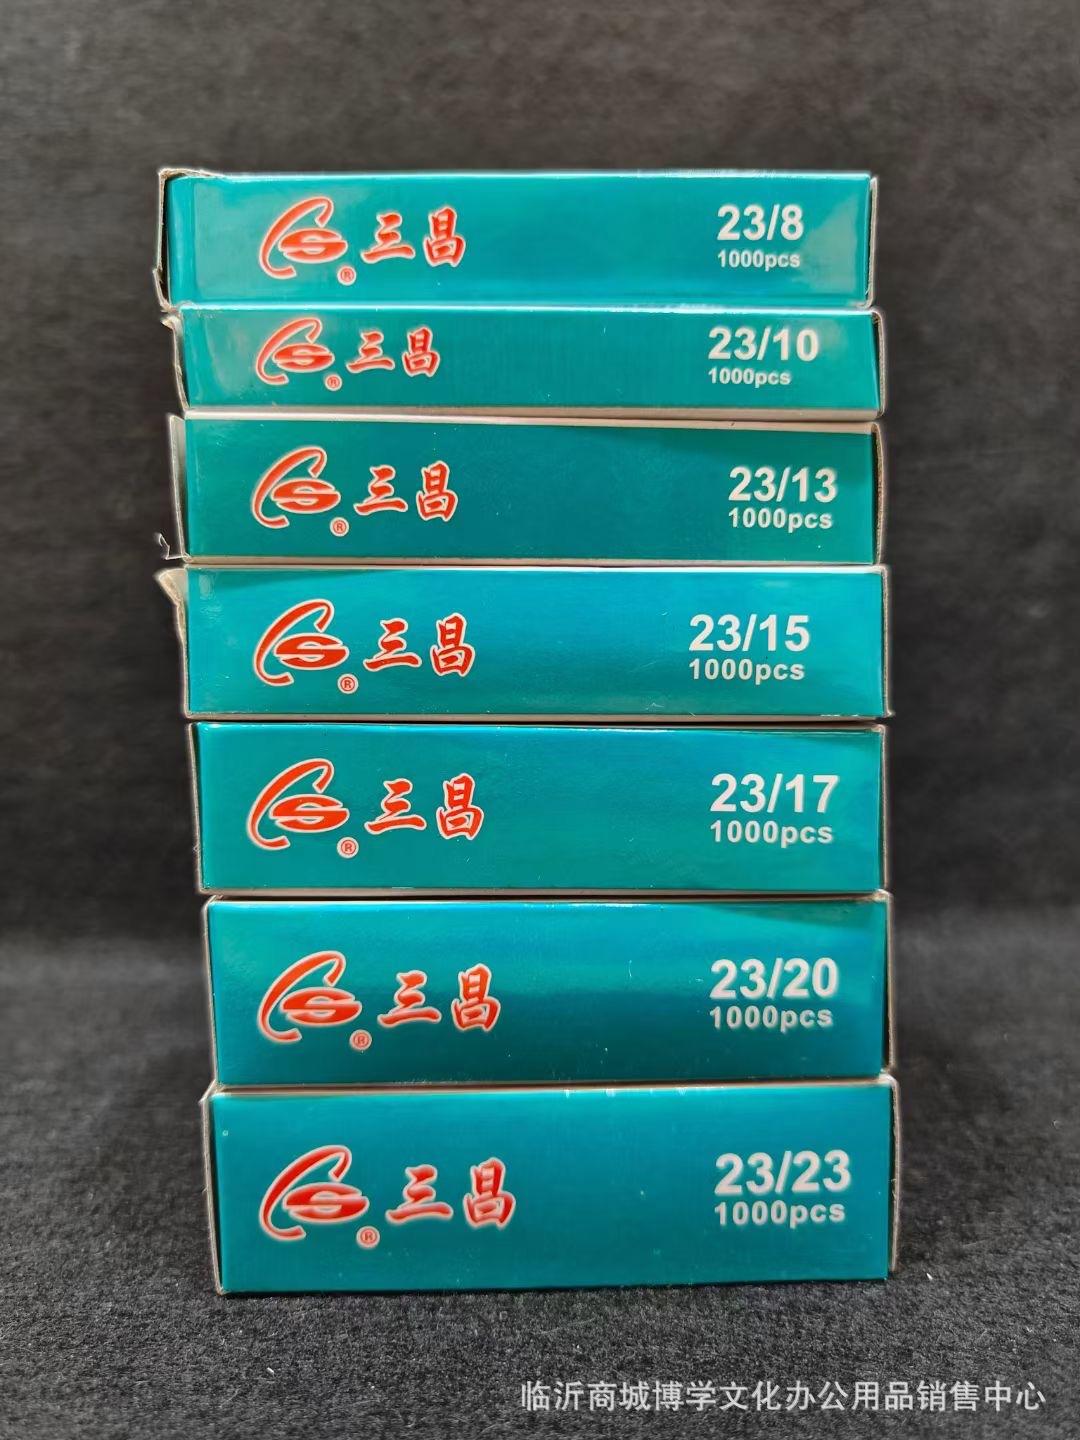 三昌
®
23/8
1000pcs
三昌
®
23/10
1000pcs
三昌
®
23/13
1000pcs
三昌
®
23/15
1000pcs
三昌
®
23/17
1000pcs
三昌
®
23/20
1000pcs
三昌
®
23/23
1000pcs
临沂商城博学文化办公用品销售中心